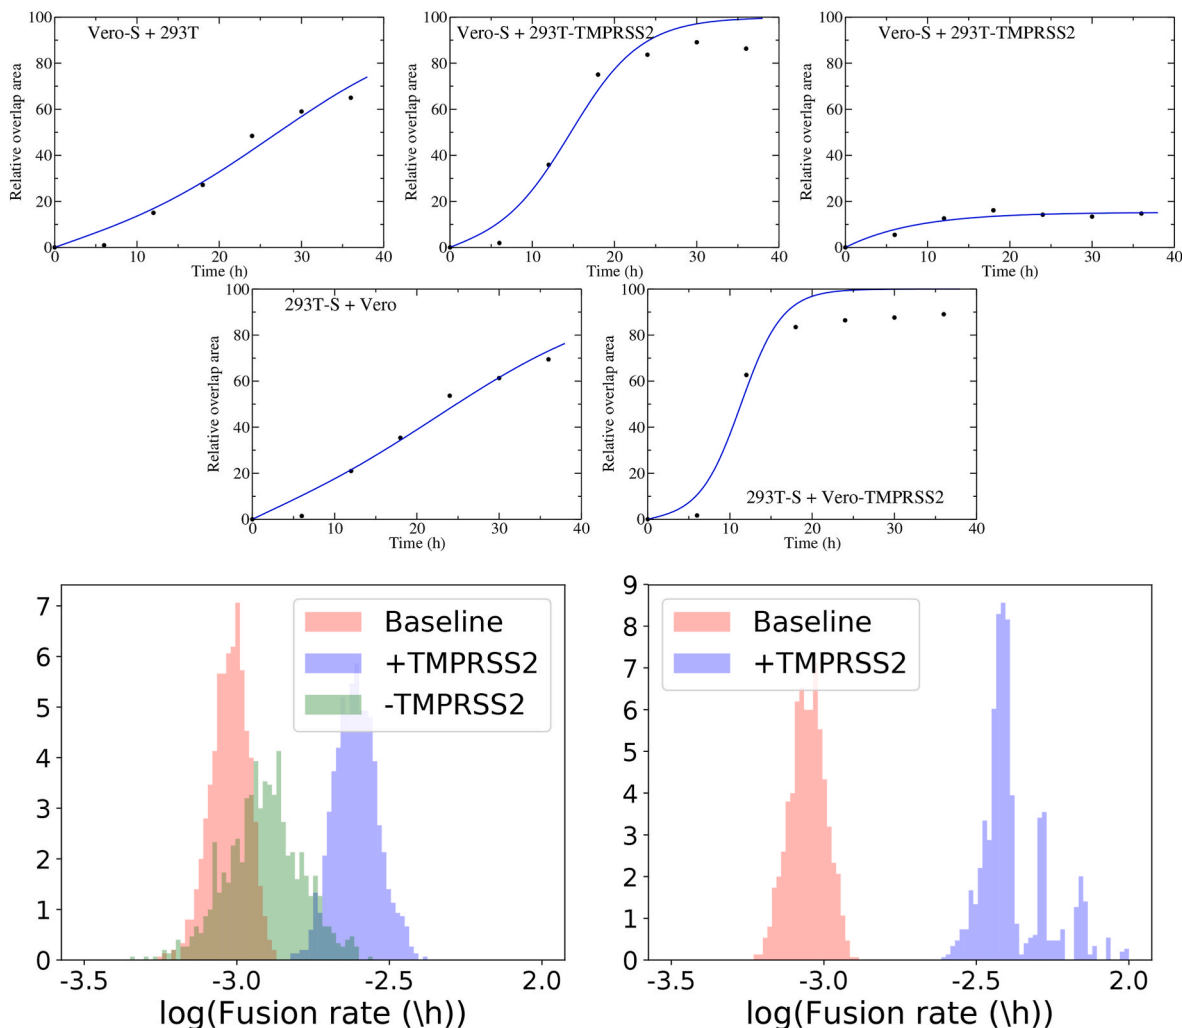 Vero-S + 293T
Relative overlap area
100
80
60
40
20
0
0 10 20 30 40
Time (h)
Vero-S + 293T-TMPRSS2
Relative overlap area
100
80
60
40
20
0
0 10 20 30 40
Time (h)
Vero-S + 293T-TMPRSS2
Relative overlap area
100
80
60
40
20
0
0 10 20 30 40
Time (h)
293T-S + Vero
Relative overlap area
100
80
60
40
20
0
0 10 20 30 40
Time (h)
293T-S + Vero-TMPRSS2
Relative overlap area
100
80
60
40
20
0
0 10 20 30 40
Time (h)
Baseline
+TMPRSS2
-TMPRSS2
7
6
5
4
3
2
1
0
-3.5 -3.0 -2.5 -2.0
log(Fusion rate (\h))
Baseline
+TMPRSS2
9
8
7
6
5
4
3
2
1
0
-3.5 -3.0 -2.5 -2.0
log(Fusion rate (\h))